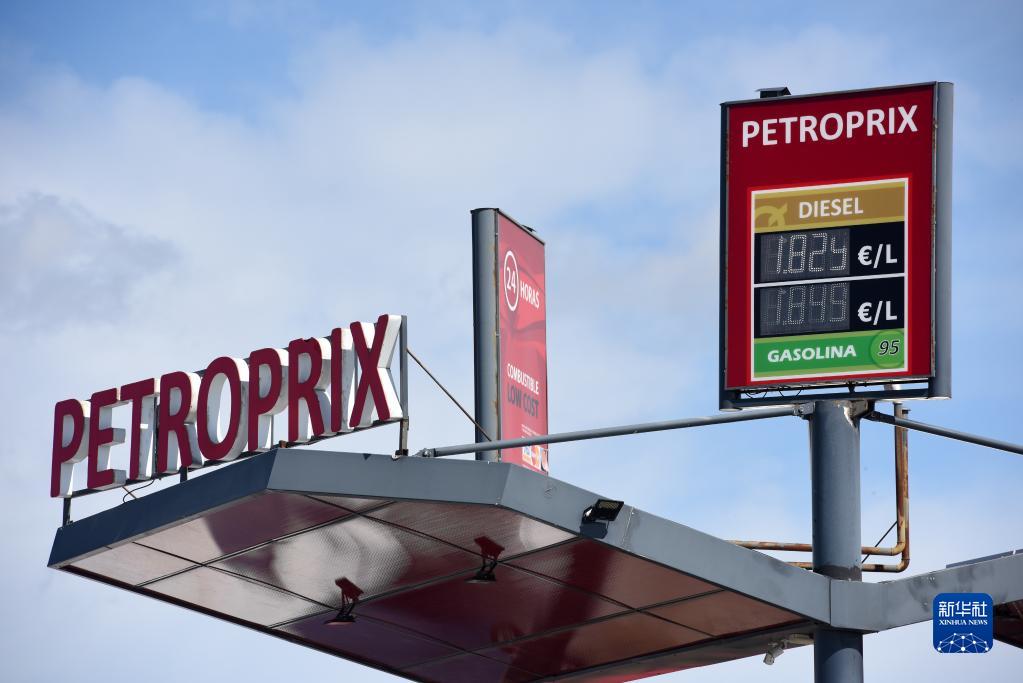 PETROPRIX
DIESEL
1.824 €/L
1.849 €/L
GASOLINA 95
24 HORAS
COMBUSTIBLE
LOW COST
PETROPRIX
新华社
XINHUA NEWS